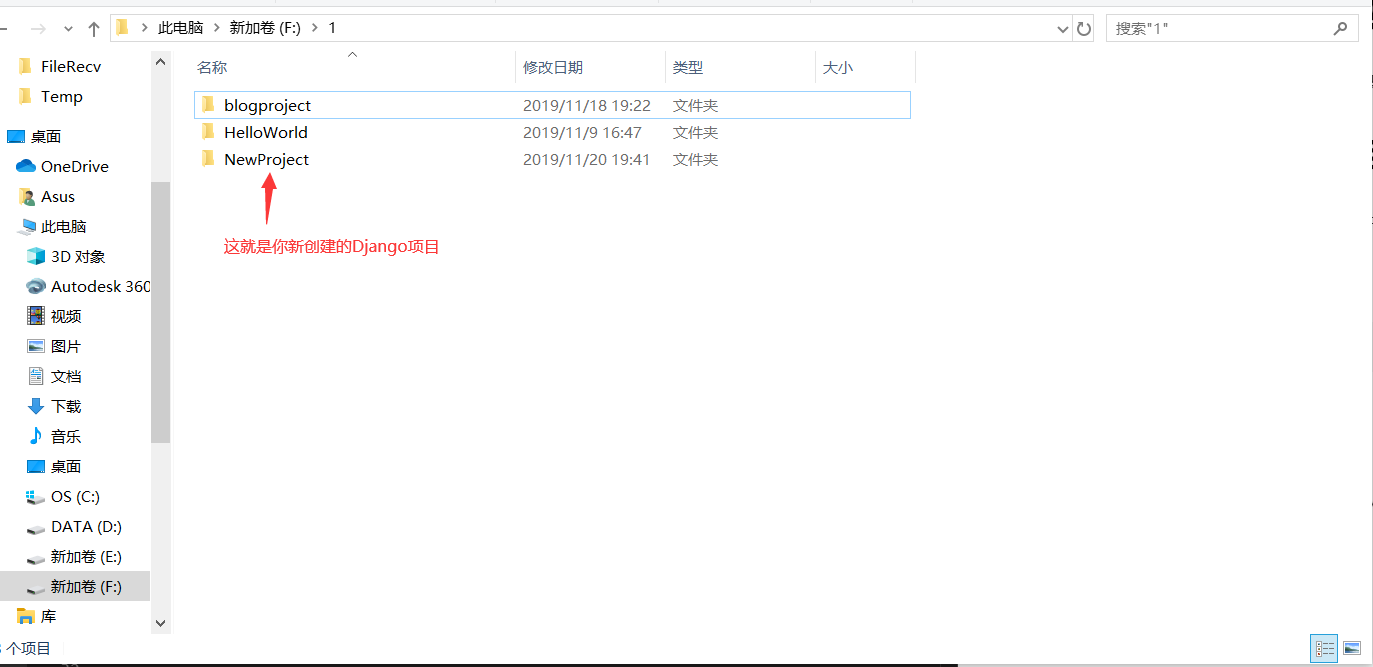 此电脑 新加卷 (F:) 1
搜索"1"
FileRecv
Temp
桌面
OneDrive
Asus
此电脑
3D 对象
Autodesk 360
视频
图片
文档
下载
音乐
桌面
OS (C:)
DATA (D:)
新加卷 (E:)
新加卷 (F:)
库
名称 修改日期 类型 大小
blogproject 2019/11/18 19:22 文件夹
HelloWorld 2019/11/9 16:47 文件夹
NewProject 2019/11/20 19:41 文件夹
这就是你新创建的Django项目
个项目